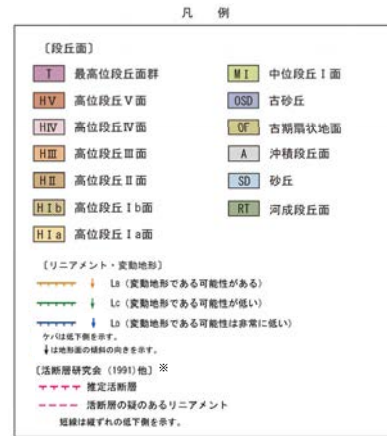 凡 例
〔段丘面〕
T 最高位段丘面群
HⅤ 高位段丘Ⅴ面
HⅣ 高位段丘Ⅳ面
HⅢ 高位段丘Ⅲ面
HⅡ 高位段丘Ⅱ面
HⅠb 高位段丘Ⅰb面
HⅠa 高位段丘Ⅰa面
MⅠ 中位段丘Ⅰ面
OSD 古砂丘
OF 古期扇状地面
A 沖積段丘面
SD 砂丘
RT 河成段丘面
〔リニアメント・変動地形〕
LB (変動地形である可能性がある)
LC (変動地形である可能性が低い)
LD (変動地形である可能性は非常に低い)
ケバは低下側を示す。
↓は地形面の傾斜の向きを示す。
〔活断層研究会(1991)他〕※
推定活断層
活断層の疑のあるリニアメント
短線は縦ずれの低下側を示す。